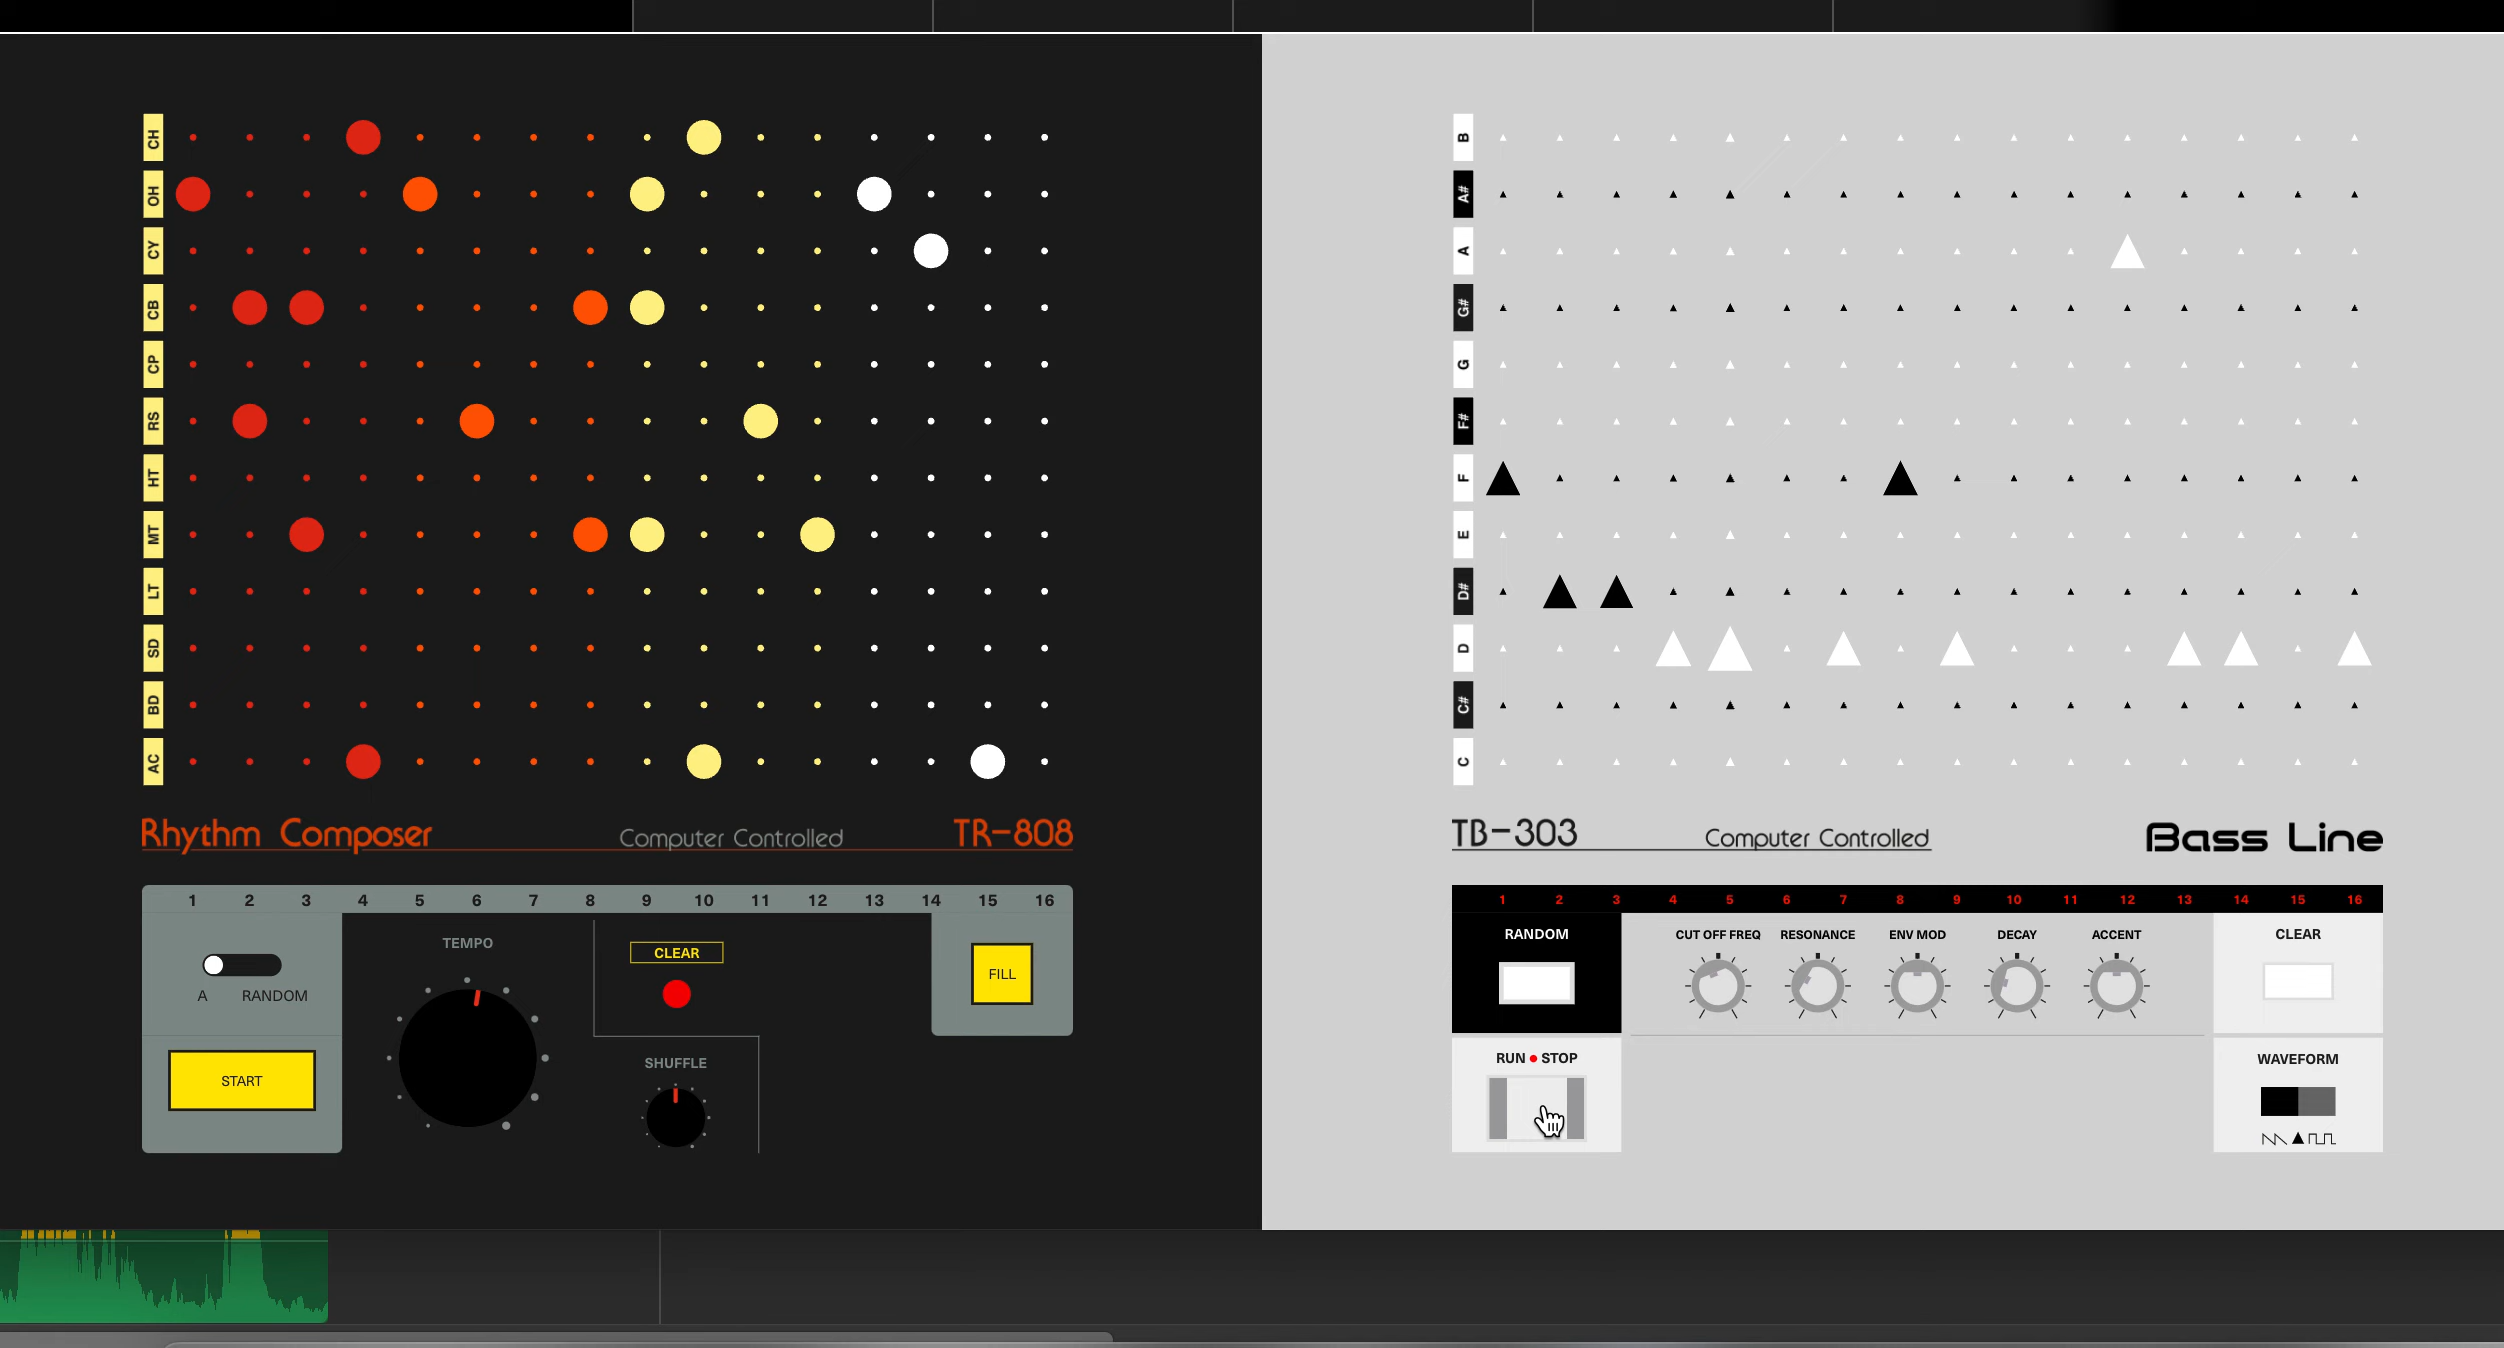 CH
OH
CY
CB
CP
RS
HT
MT
LT
SD
BD
AC
Rhythm Composer Computer Controlled TR-808
1 2 3 4 5 6 7 8 9 10 11 12 13 14 15 16
TEMPO
CLEAR
FILL
A RANDOM
SHUFFLE
START
B
A#
A
G#
G
F#
F
E
D#
D
C#
C
TB-303 Computer Controlled Bass Line
1 2 3 4 5 6 7 8 9 10 11 12 13 14 15 16
RANDOM CUT OFF FREQ RESONANCE ENV MOD DECAY ACCENT CLEAR
RUN STOP WAVEFORM